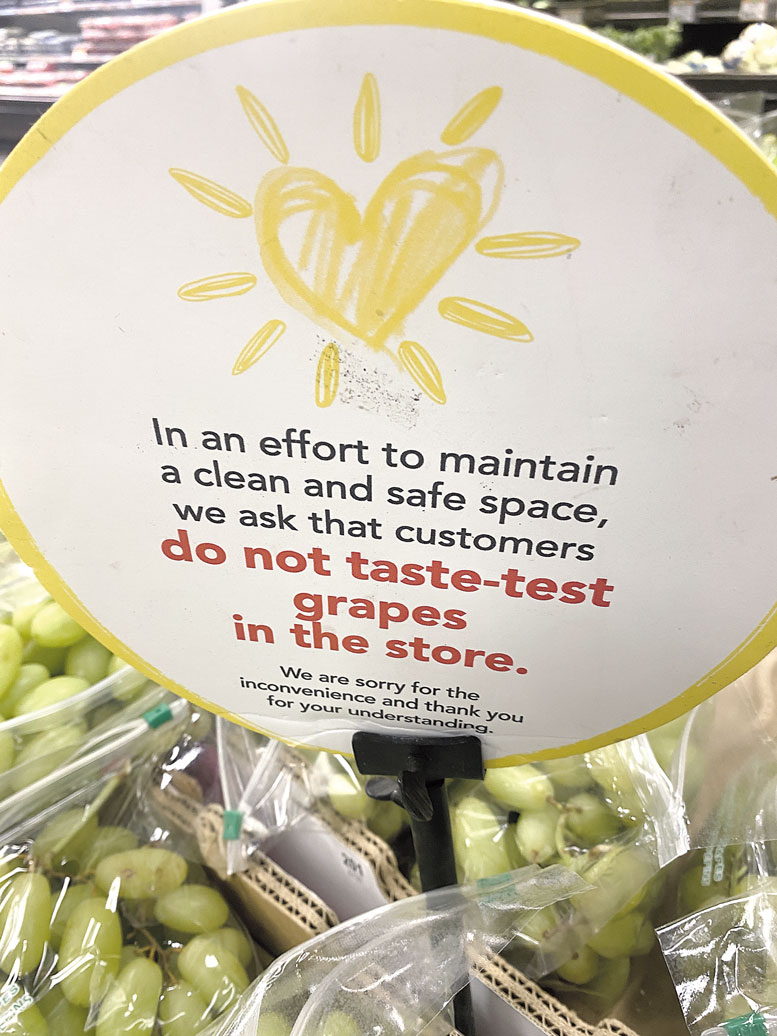 In an effort to maintain
a clean and safe space,
we ask that customers
do not taste-test
grapes
in the store.
We are sorry for the
inconvenience and thank you
for your understanding.
291